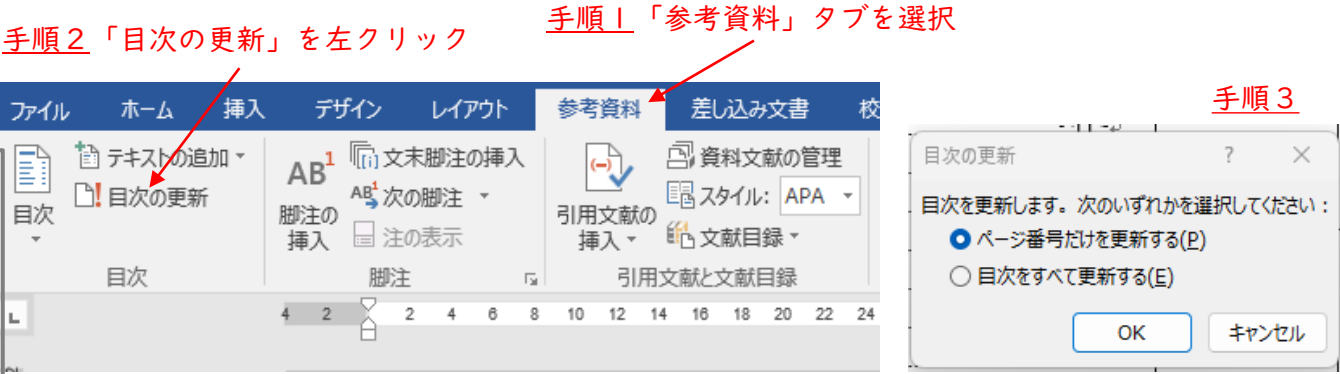 手順1「参考資料」タブを選択
手順2「目次の更新」を左クリック
手順3
ファイル ホーム 挿入 デザイン レイアウト 参考資料 差し込み文書 校
目次
テキストの追加
目次の更新
目次
AB1
脚注の
挿入
文末脚注の挿入
次の脚注
注の表示
脚注
引用文献の
挿入
資料文献の管理
スタイル: APA
文献目録
引用文献と文献目録
4 2 2 4 6 8 10 12 14 16 18 20 22 24
目次の更新 ?
目次を更新します。次のいずれかを選択してください:
ページ番号だけを更新する(P)
目次をすべて更新する(E)
OK キャンセル